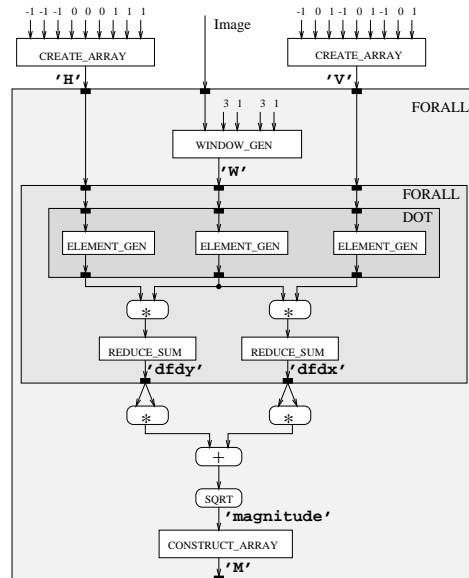 -1 -1 -1 0 0 0 1 1 1
Image
-1 0 1 -1 0 1 -1 0 1
CREATE_ARRAY
CREATE_ARRAY
'H'
'V'
FORALL
3 1 3 1
WINDOW_GEN
'W'
FORALL
DOT
ELEMENT_GEN ELEMENT_GEN ELEMENT_GEN
* *
REDUCE_SUM REDUCE_SUM
'dfdy' 'dfdx'
* *
+
SQRT
'magnitude'
CONSTRUCT_ARRAY
'M'